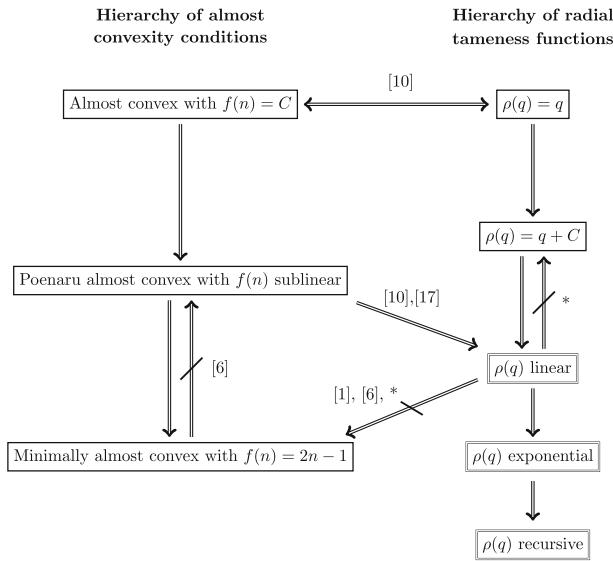 Hierarchy of almost
convexity conditions
Hierarchy of radial
tameness functions
[10]
Almost convex with f(n) = C
ρ(q) = q
ρ(q) = q + C
Poenaru almost convex with f(n) sublinear
[10],[17]
*
[6]
ρ(q) linear
[1], [6], *
Minimally almost convex with f(n) = 2n − 1
ρ(q) exponential
ρ(q) recursive